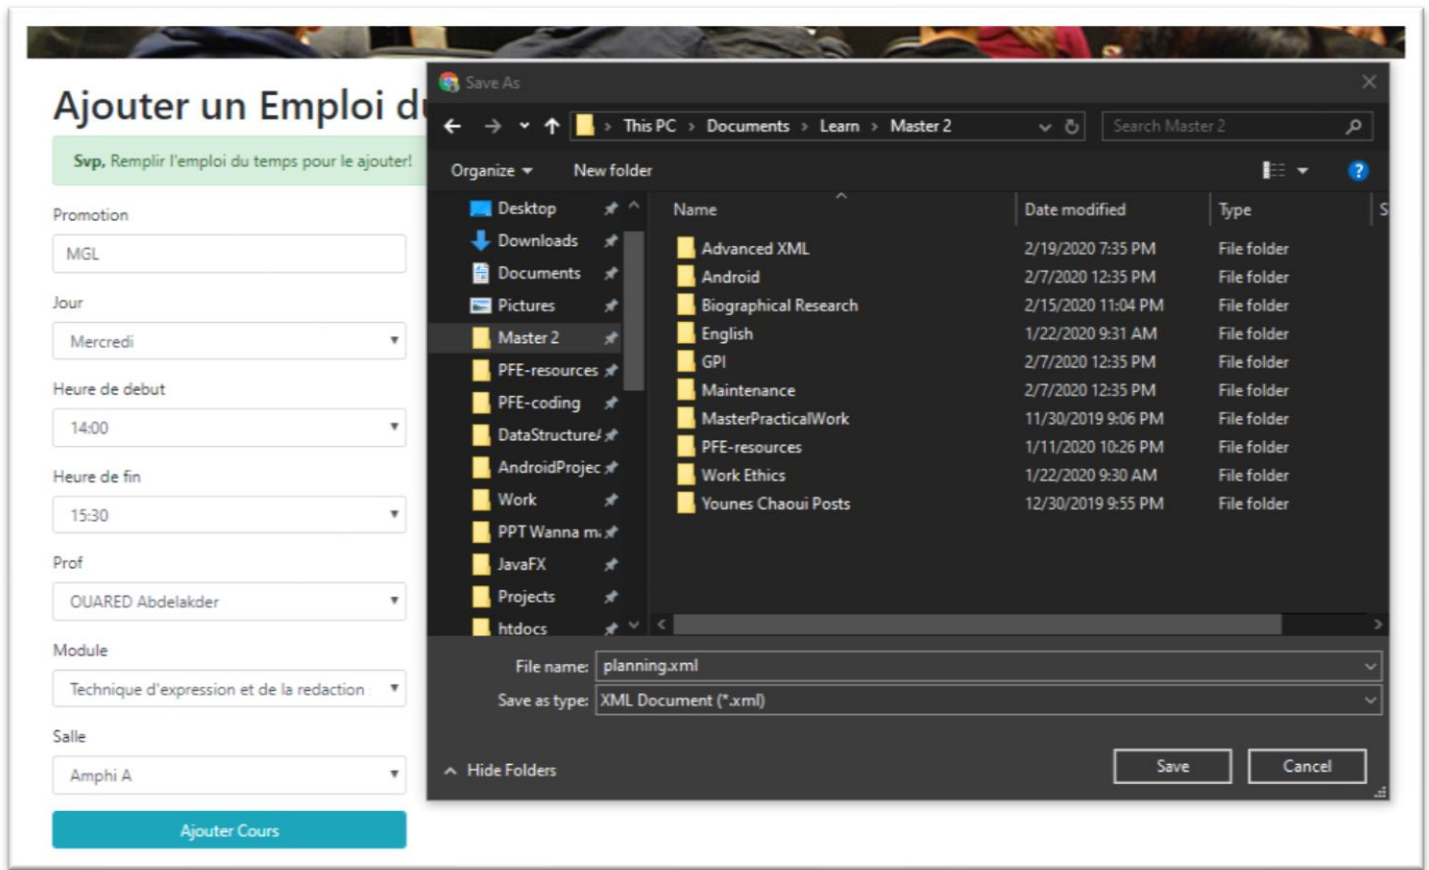 Ajouter un Emploi d
Svp, Remplir l'emploi du temps pour le ajouter!
Promotion
MGL
Jour
Mercredi
Heure de debut
14:00
Heure de fin
15:30
Prof
OUARED Abdelakder
Module
Technique d'expression et de la redaction
Salle
Amphi A
Ajouter Cours
Save As
This PC > Documents > Learn > Master 2
Search Master 2
Organize
New folder
Desktop
Downloads
Documents
Pictures
Master 2
PFE-resources
PFE-coding
DataStructure
AndroidProjec
Work
PPT Wanna m
JavaFX
Projects
htdocs
Name Date modified Type S
Advanced XML 2/19/2020 7:35 PM File folder
Android 2/7/2020 12:35 PM File folder
Biographical Research 2/15/2020 11:04 PM File folder
English 1/22/2020 9:31 AM File folder
GPI 2/7/2020 12:35 PM File folder
Maintenance 2/7/2020 12:35 PM File folder
MasterPracticalWork 11/30/2019 9:06 PM File folder
PFE-resources 1/11/2020 10:26 PM File folder
Work Ethics 1/22/2020 9:30 AM File folder
Younes Chaoui Posts 12/30/2019 9:55 PM File folder
File name: planning.xml
Save as type: XML Document (*.xml)
Hide Folders
Save
Cancel